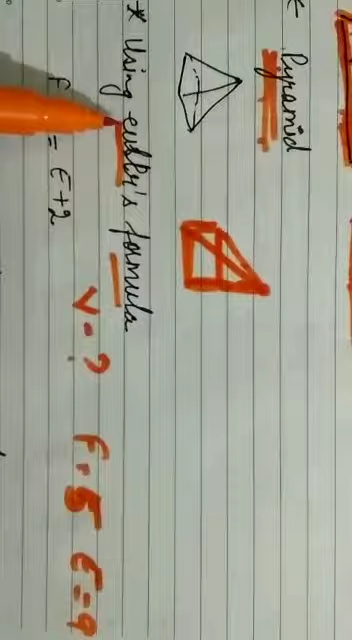 * Pyramid
* Using euler's formula
F = E+2
V = ? F = 5 E = 9